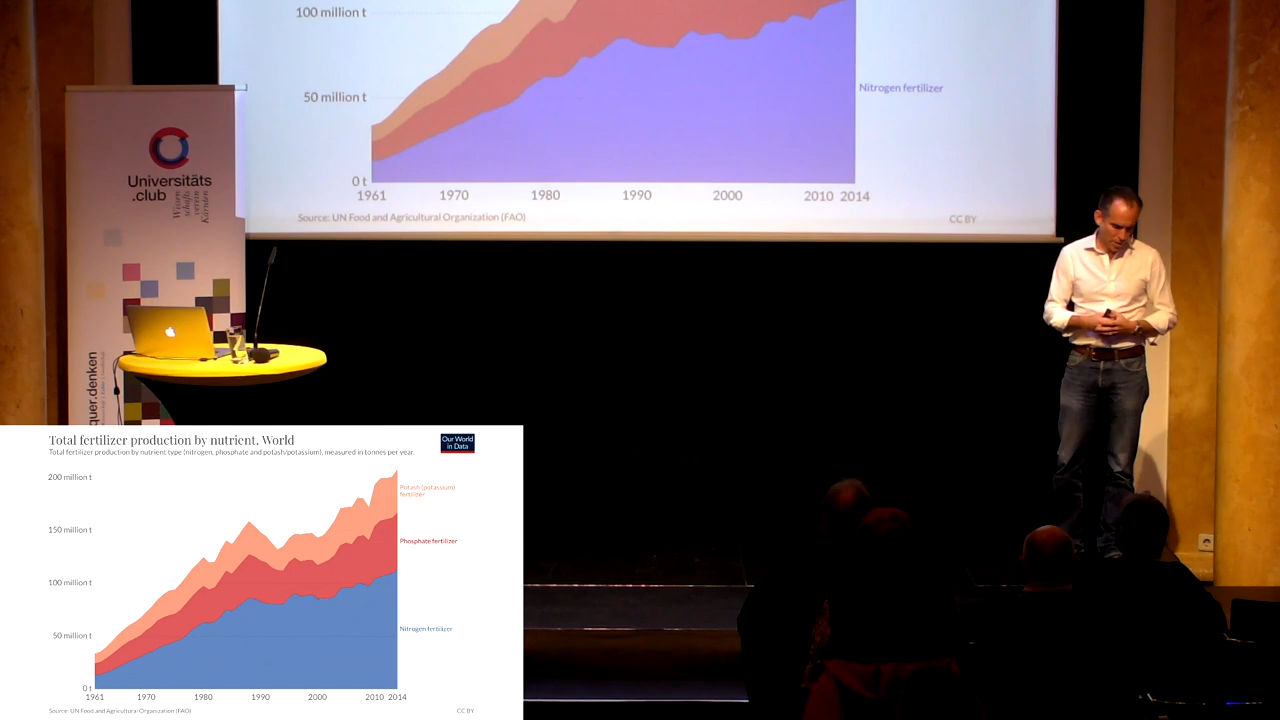 100 million t
50 million t
0 t
1961 1970 1980 1990 2000 2010 2014
Nitrogen fertilizer
Source: UN Food and Agricultural Organization (FAO)
CC BY
Universitäts
.club
Wissen
schafts
verein
Kärnten
quer.denken
Total fertilizer production by nutrient, World
Total fertilizer production by nutrient type (nitrogen, phosphate and potash/potassium), measured in tonnes per year.
Our World
in Data
200 million t
150 million t
100 million t
50 million t
0 t
1961 1970 1980 1990 2000 2010 2014
Potash (potassium)
fertilizer
Phosphate fertilizer
Nitrogen fertilizer
Source: UN Food and Agricultural Organization (FAO)
CC BY